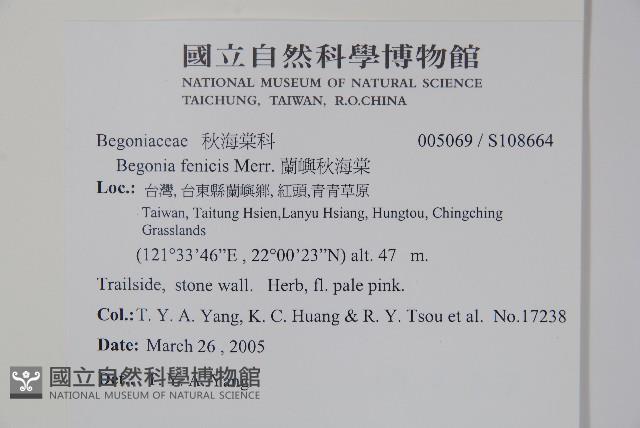 國立自然科學博物館
NATIONAL MUSEUM OF NATURAL SCIENCE
TAICHUNG, TAIWAN, R.O.CHINA
Begoniaceae 秋海棠科 005069 / S108664
Begonia fenicis Merr. 蘭嶼秋海棠
Loc.: 台灣, 台東縣蘭嶼鄉, 紅頭, 青青草原
Taiwan, Taitung Hsien,Lanyu Hsiang, Hungtou, Chingching
Grasslands
(121°33'46”E , 22°00'23”N) alt. 47 m.
Trailside, stone wall. Herb, fl. pale pink.
Col.: T. Y. A. Yang, K. C. Huang & R. Y. Tsou et al. No.17238
Date: March 26 , 2005
Det.: T. Y. A. Yang
國立自然科學博物館
NATIONAL MUSEUM OF NATURAL SCIENCE